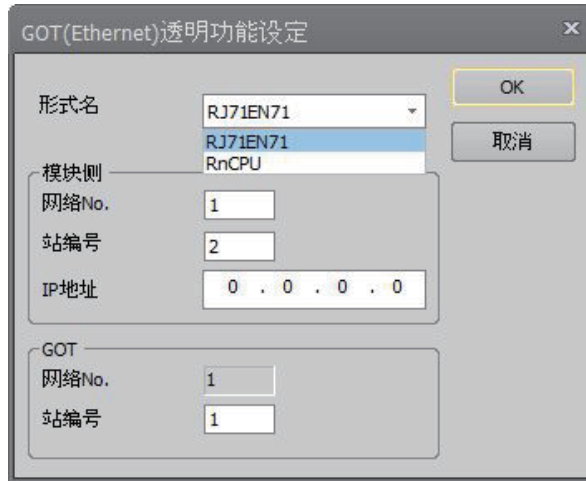 GOT(Ethernet)透明功能设定
形式名
RJ71EN71
RJ71EN71
RnCPU
OK
取消
模块侧
网络No.
1
站编号
2
IP地址
0 . 0 . 0 . 0
GOT
网络No.
1
站编号
1